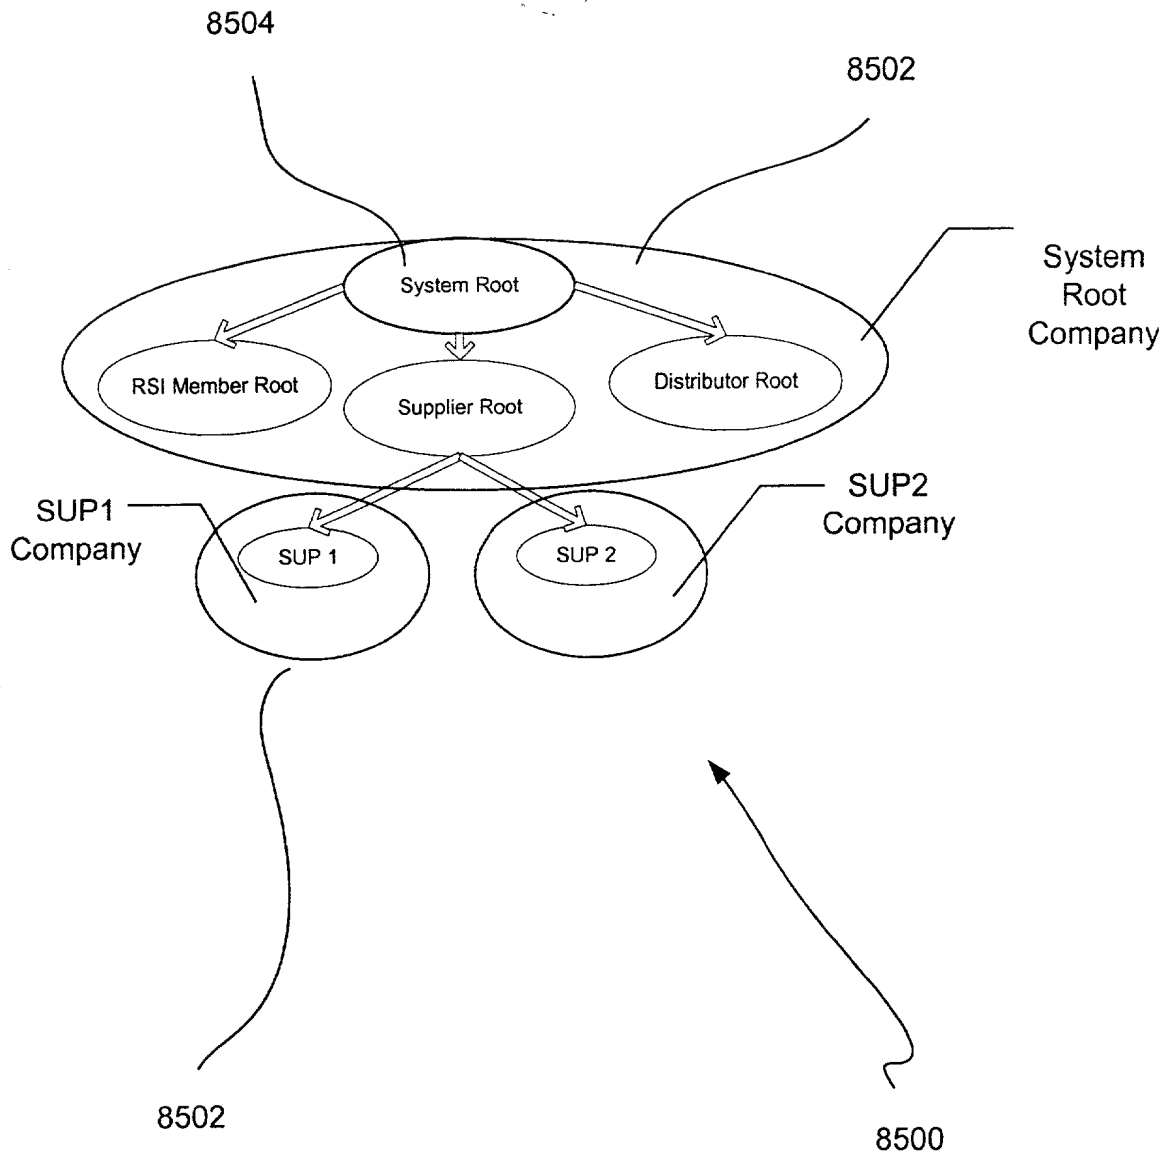 8504
8502
System
Root
Company
System Root
RSI Member Root
Supplier Root
Distributor Root
SUP1
Company
SUP2
Company
SUP 1
SUP 2
8502
8500